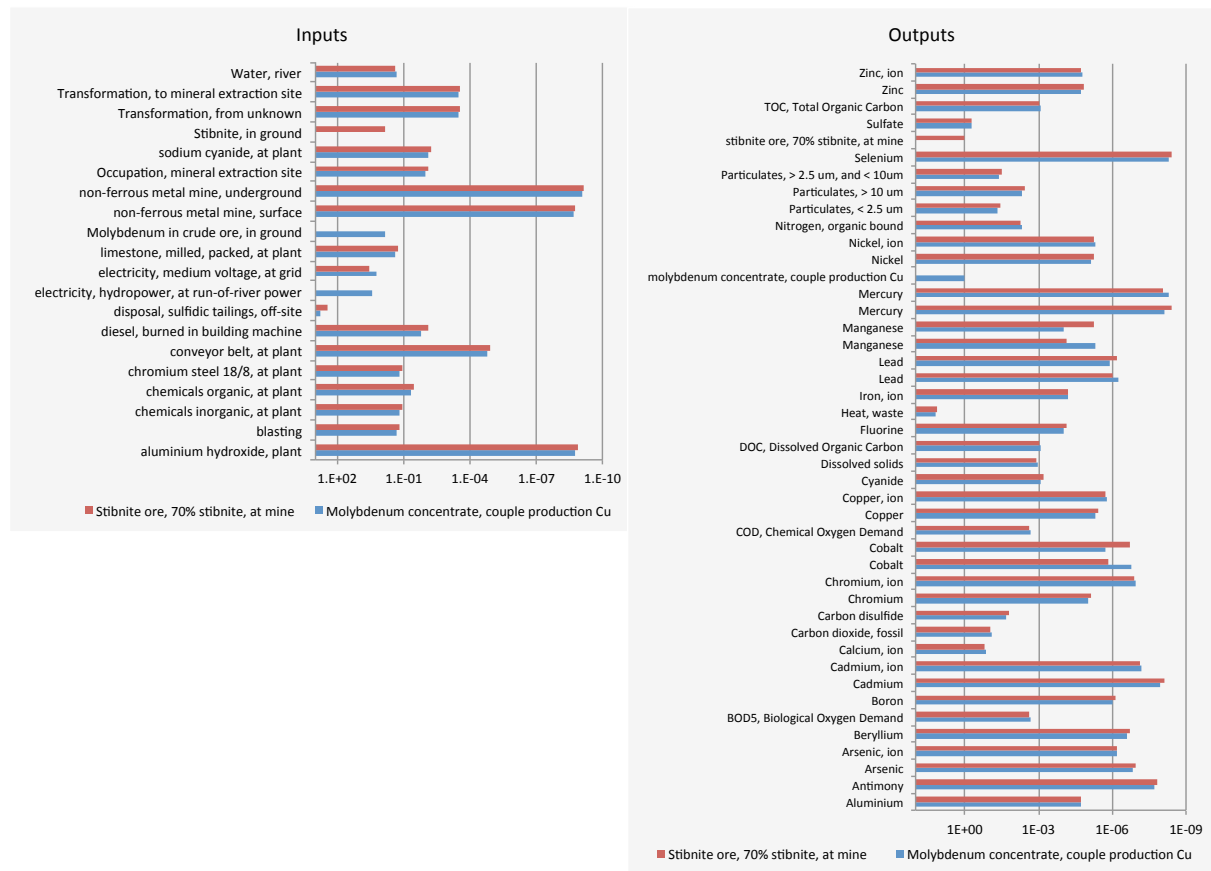 Inputs
Water, river
Transformation, to mineral extraction site
Transformation, from unknown
Stibnite, in ground
sodium cyanide, at plant
Occupation, mineral extraction site
non-ferrous metal mine, underground
non-ferrous metal mine, surface
Molybdenum in crude ore, in ground
limestone, milled, packed, at plant
electricity, medium voltage, at grid
electricity, hydropower, at run-of-river power
disposal, sulfidic tailings, off-site
diesel, burned in building machine
conveyor belt, at plant
chromium steel 18/8, at plant
chemicals organic, at plant
chemicals inorganic, at plant
blasting
aluminium hydroxide, plant
1.E+02 1.E-01 1.E-04 1.E-07 1.E-10
Stibnite ore, 70% stibnite, at mine Molybdenum concentrate, couple production Cu
Outputs
Zinc, ion
Zinc
TOC, Total Organic Carbon
Sulfate
stibnite ore, 70% stibnite, at mine
Selenium
Particulates, > 2.5 um, and < 10um
Particulates, > 10 um
Particulates, < 2.5 um
Nitrogen, organic bound
Nickel, ion
Nickel
molybdenum concentrate, couple production Cu
Mercury
Mercury
Manganese
Manganese
Lead
Lead
Iron, ion
Heat, waste
Fluorine
DOC, Dissolved Organic Carbon
Dissolved solids
Cyanide
Copper, ion
Copper
COD, Chemical Oxygen Demand
Cobalt
Cobalt
Chromium, ion
Chromium
Carbon disulfide
Carbon dioxide, fossil
Calcium, ion
Cadmium, ion
Cadmium
Boron
BOD5, Biological Oxygen Demand
Beryllium
Arsenic, ion
Arsenic
Antimony
Aluminium
1E+00 1E-03 1E-06 1E-09
Stibnite ore, 70% stibnite, at mine Molybdenum concentrate, couple production Cu